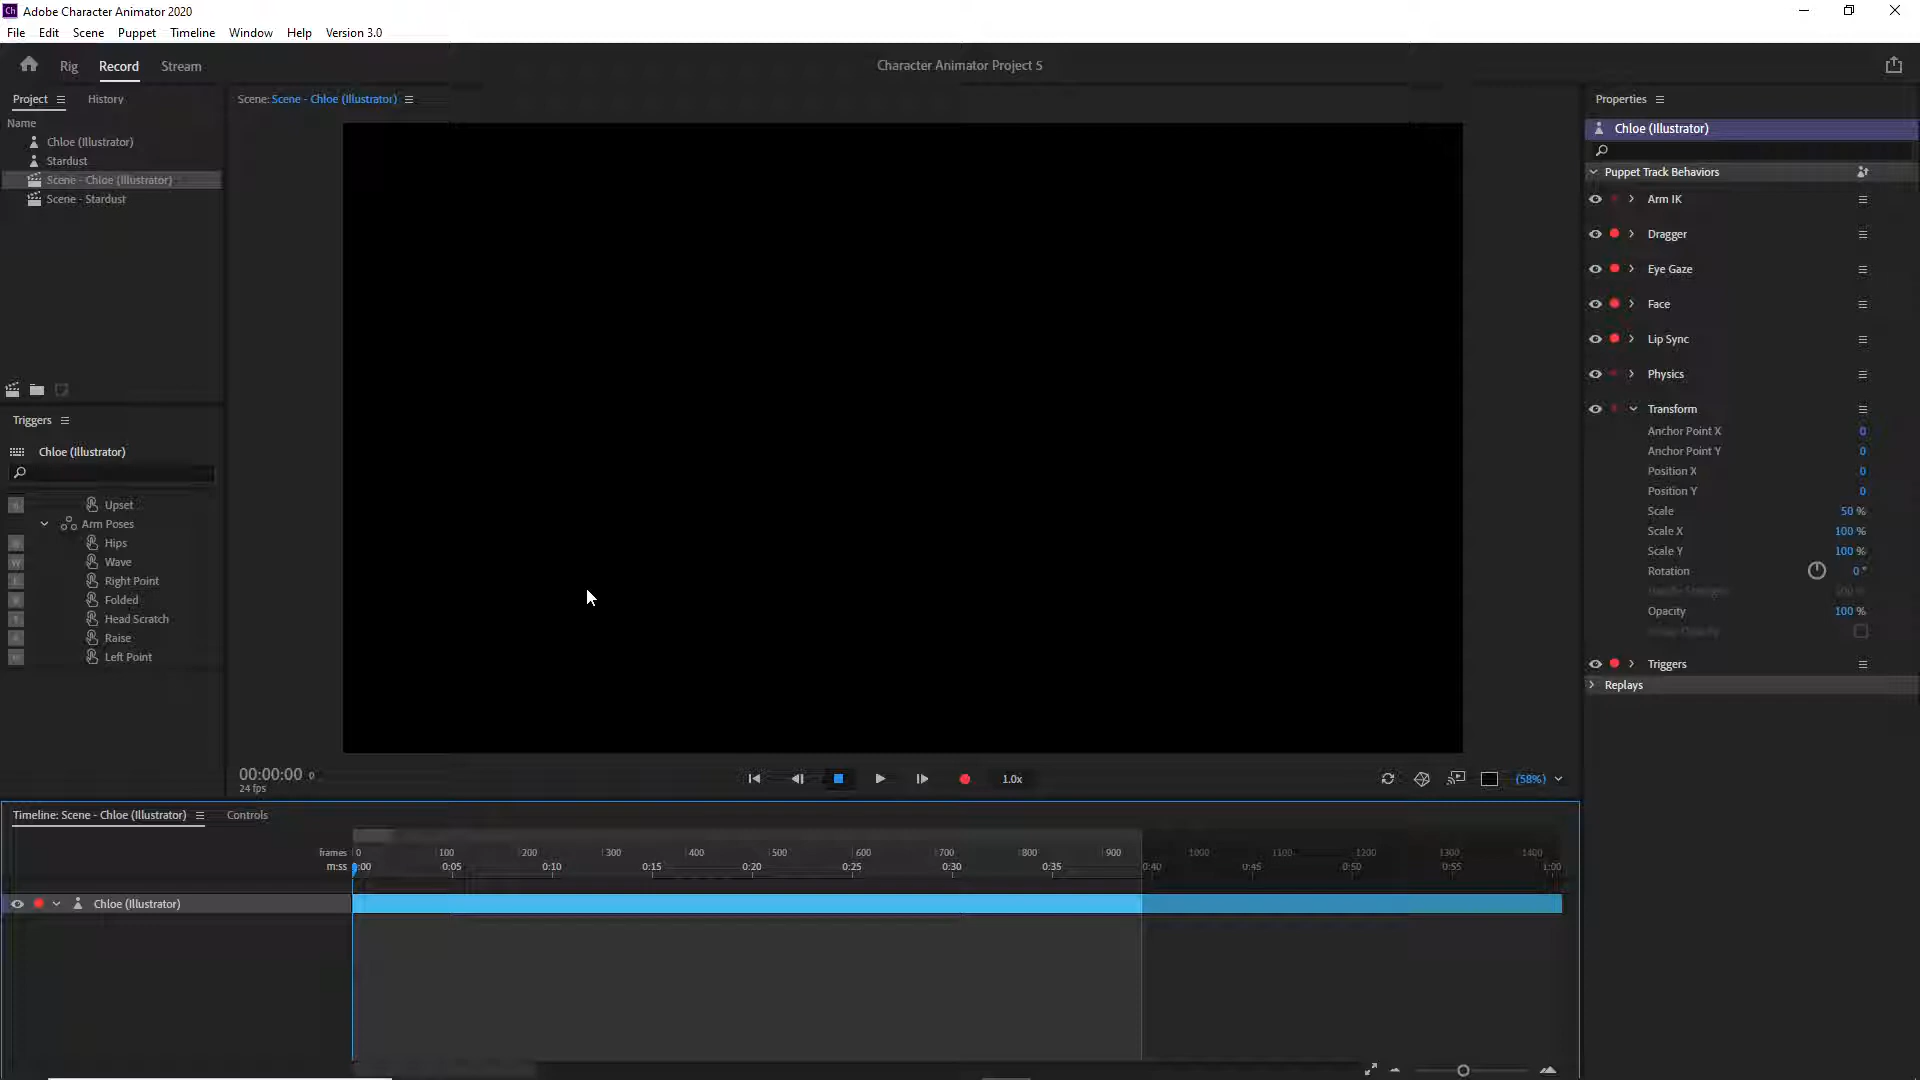 Ch Adobe Character Animator 2020
File Edit Scene Puppet Timeline Window Help Version 3.0
Rig Record Stream
Character Animator Project 5
Project History
Name
Chloe (Illustrator)
Stardust
Scene - Chloe (Illustrator)
Scene - Stardust
Triggers
Chloe (Illustrator)
Upset
Arm Poses
Hips
W Wave
Right Point
Folded
Head Scratch
Raise
Left Point
Scene: Scene - Chloe (Illustrator)
00:00:00 0
24 fps
1.0x
(58%)
Properties
Chloe (Illustrator)
Puppet Track Behaviors
Arm IK
Dragger
Eye Gaze
Face
Lip Sync
Physics
Transform
Anchor Point X 0
Anchor Point Y 0
Position X 0
Position Y 0
Scale 50 %
Scale X 100 %
Scale Y 100 %
Rotation 0 °
Opacity 100 %
Triggers
Replays
Timeline: Scene - Chloe (Illustrator) Controls
frames 0 100 200 300 400 500 600 700 800 900 1000 1100 1200 1300 1400
m:ss 0:00 0:05 0:10 0:15 0:20 0:25 0:30 0:35 0:40 0:45 0:50 0:55 1:00
Chloe (Illustrator)